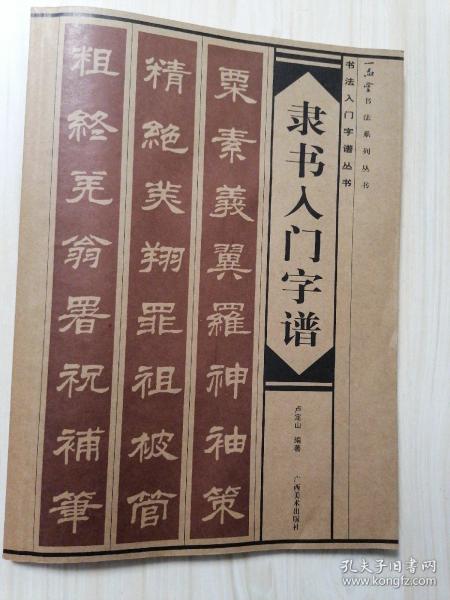 一品堂书法系列丛书
书法入门字谱丛书
隶书入门字谱
卢定山 编著
广西美术出版社
粟素義翼羅神袖策
精絕美翔罪祖被管
粗終羌翁署祝補筆
孔夫子旧书网
www.kongfz.com